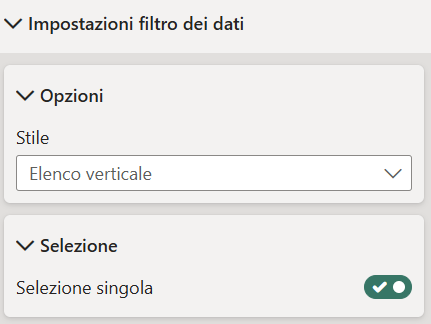 Impostazioni filtro dei dati
Opzioni
Stile
Elenco verticale
Selezione
Selezione singola